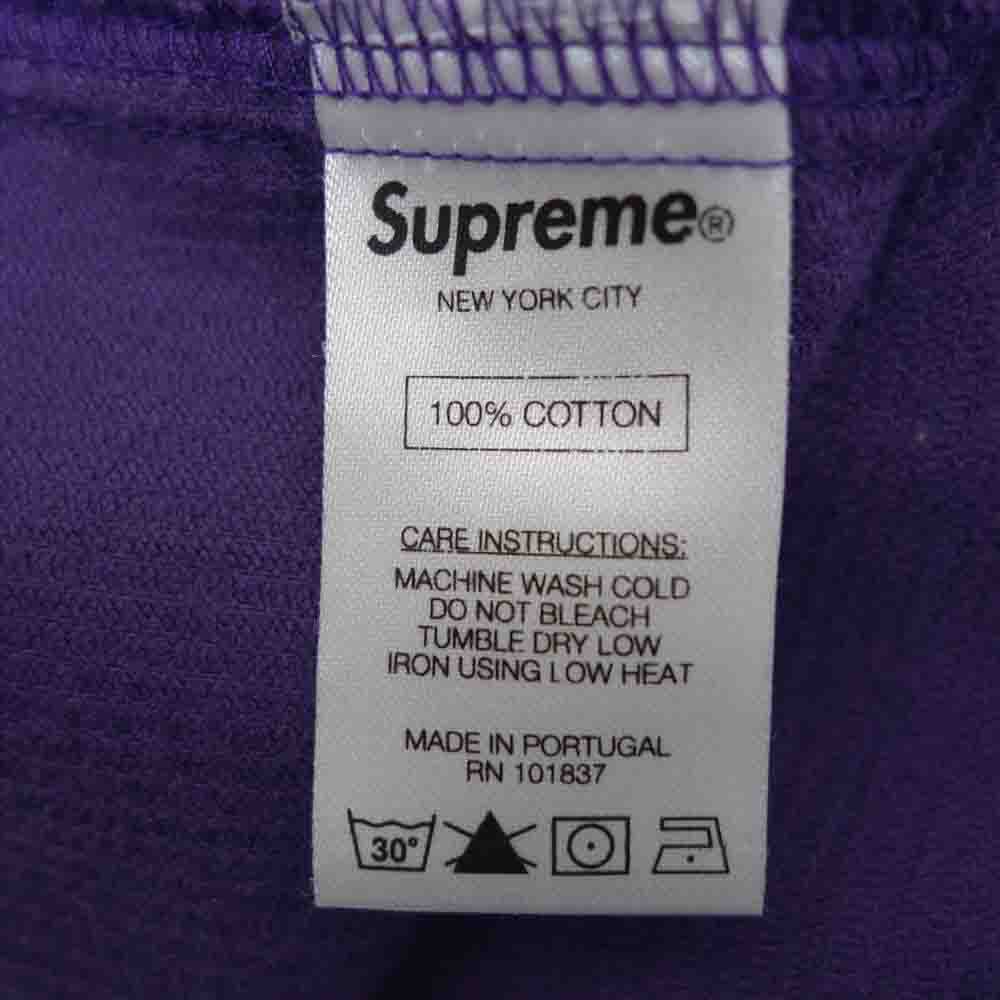 Supreme®
NEW YORK CITY
100% COTTON
CARE INSTRUCTIONS:
MACHINE WASH COLD
DO NOT BLEACH
TUMBLE DRY LOW
IRON USING LOW HEAT
MADE IN PORTUGAL
RN 101837
30°